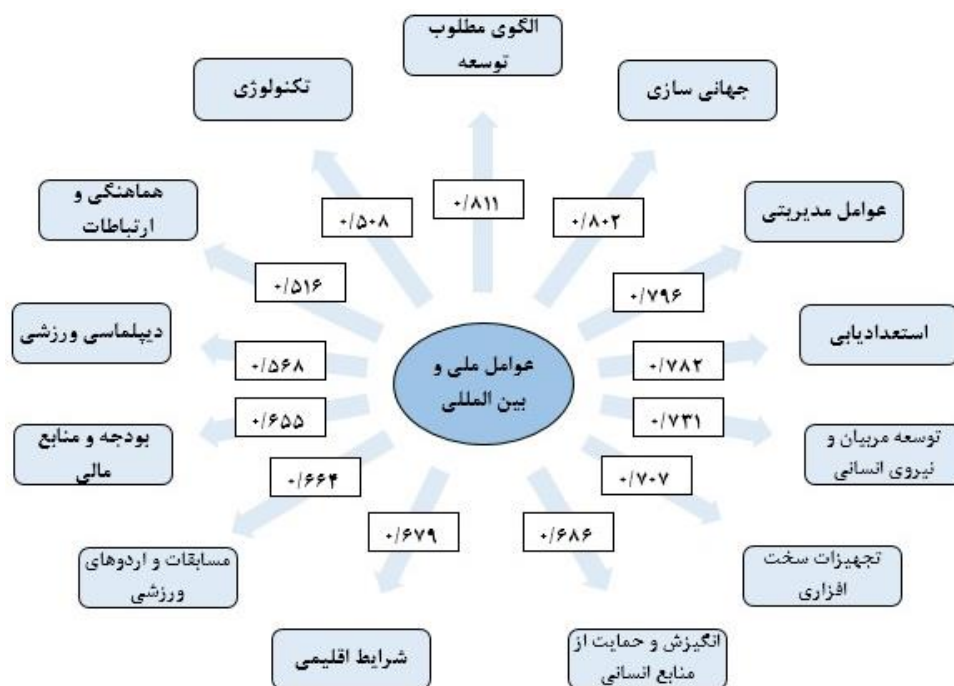 الگوی مطلوب
توسعه
جهانی سازی
عوامل مدیریتی
استعدادیابی
توسعه مربیان و
نیروی انسانی
تجهیزات سخت
افزاری
انگیزش و حمایت از
منابع انسانی
شرایط اقلیمی
مسابقات و اردوهای
ورزشی
بودجه و منابع
مالی
دیپلماسی ورزشی
هماهنگی و
ارتباطات
تکنولوژی
۰/۸۱۱
۰/۸۰۲
۰/۷۹۶
۰/۷۸۲
۰/۷۳۱
۰/۷۰۷
۰/۶۸۶
۰/۶۷۹
۰/۶۶۴
۰/۶۵۵
۰/۵۶۸
۰/۵۱۶
۰/۵۰۸
عوامل ملی و
بین المللی